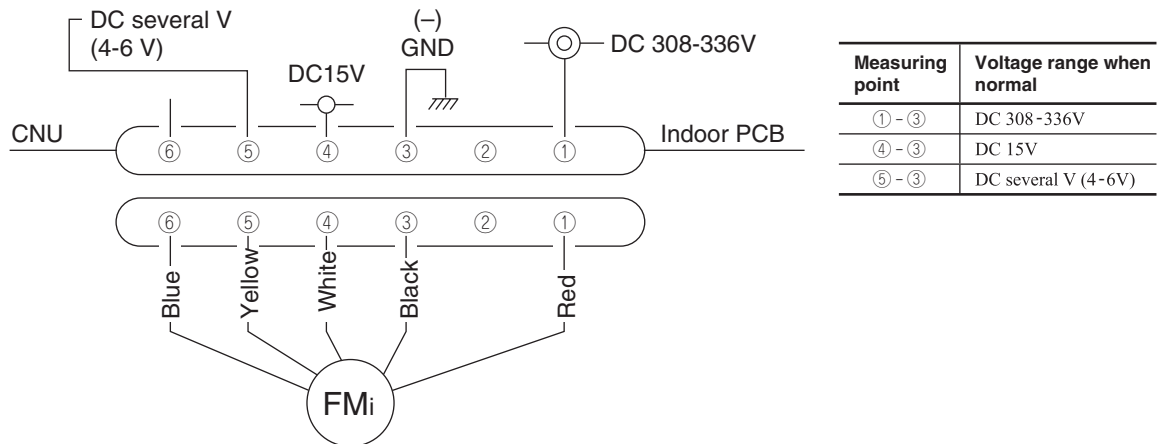 DC several V
(4-6 V)
DC15V
(–)
GND
DC 308-336V
CNU
⑥ ⑤ ④ ③ ② ①
Indoor PCB
⑥ ⑤ ④ ③ ② ①
Blue
Yellow
White
Black
Red
FMi
Measuring point
Voltage range when normal
①-③ DC 308-336V
④-③ DC 15V
⑤-③ DC several V (4-6V)